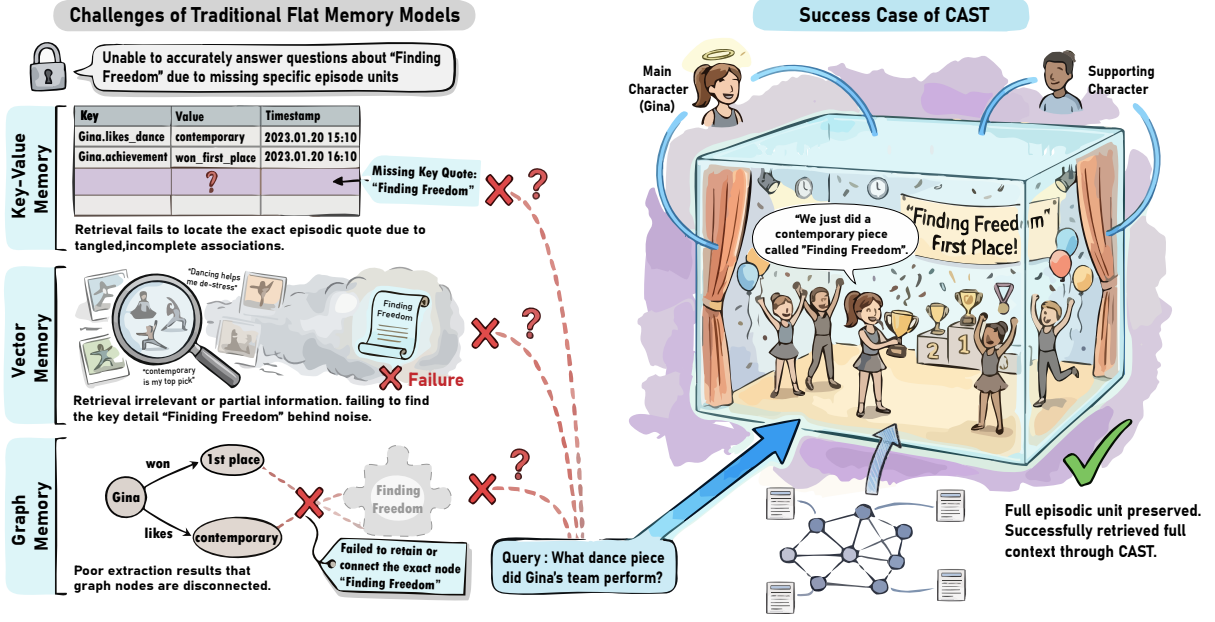 Challenges of Traditional Flat Memory Models
Unable to accurately answer questions about "Finding
Freedom" due to missing specific episode units
Key-Value
Memory
Key Value Timestamp
Gina.likes_dance contemporary 2023.01.20 15:10
Gina.achievement won_first_place 2023.01.20 16:10
?
Missing Key Quote:
"Finding Freedom"
?
Retrieval fails to locate the exact episodic quote due to
tangled,incomplete associations.
Vector
Memory
"Dancing helps
me de-stress"
"contemporary
is my top pick"
Finding
Freedom
Failure
?
Retrieval irrelevant or partial information. failing to find
the key detail "Finiding Freedom" behind noise.
Graph
Memory
Gina
won
1st place
likes
contemporary
Finding
Freedom
?
Failed to retain or
connect the exact node
"Finding Freedom"
Poor extraction results that
graph nodes are disconnected.
Query : What dance piece
did Gina's team perform?
Success Case of CAST
Main
Character
(Gina)
Supporting
Character
"We just did a
contemporary piece
called "Finding Freedom".
"Finding Freedom"
First Place!
2 1
Full episodic unit preserved.
Successfully retrieved full
context through CAST.